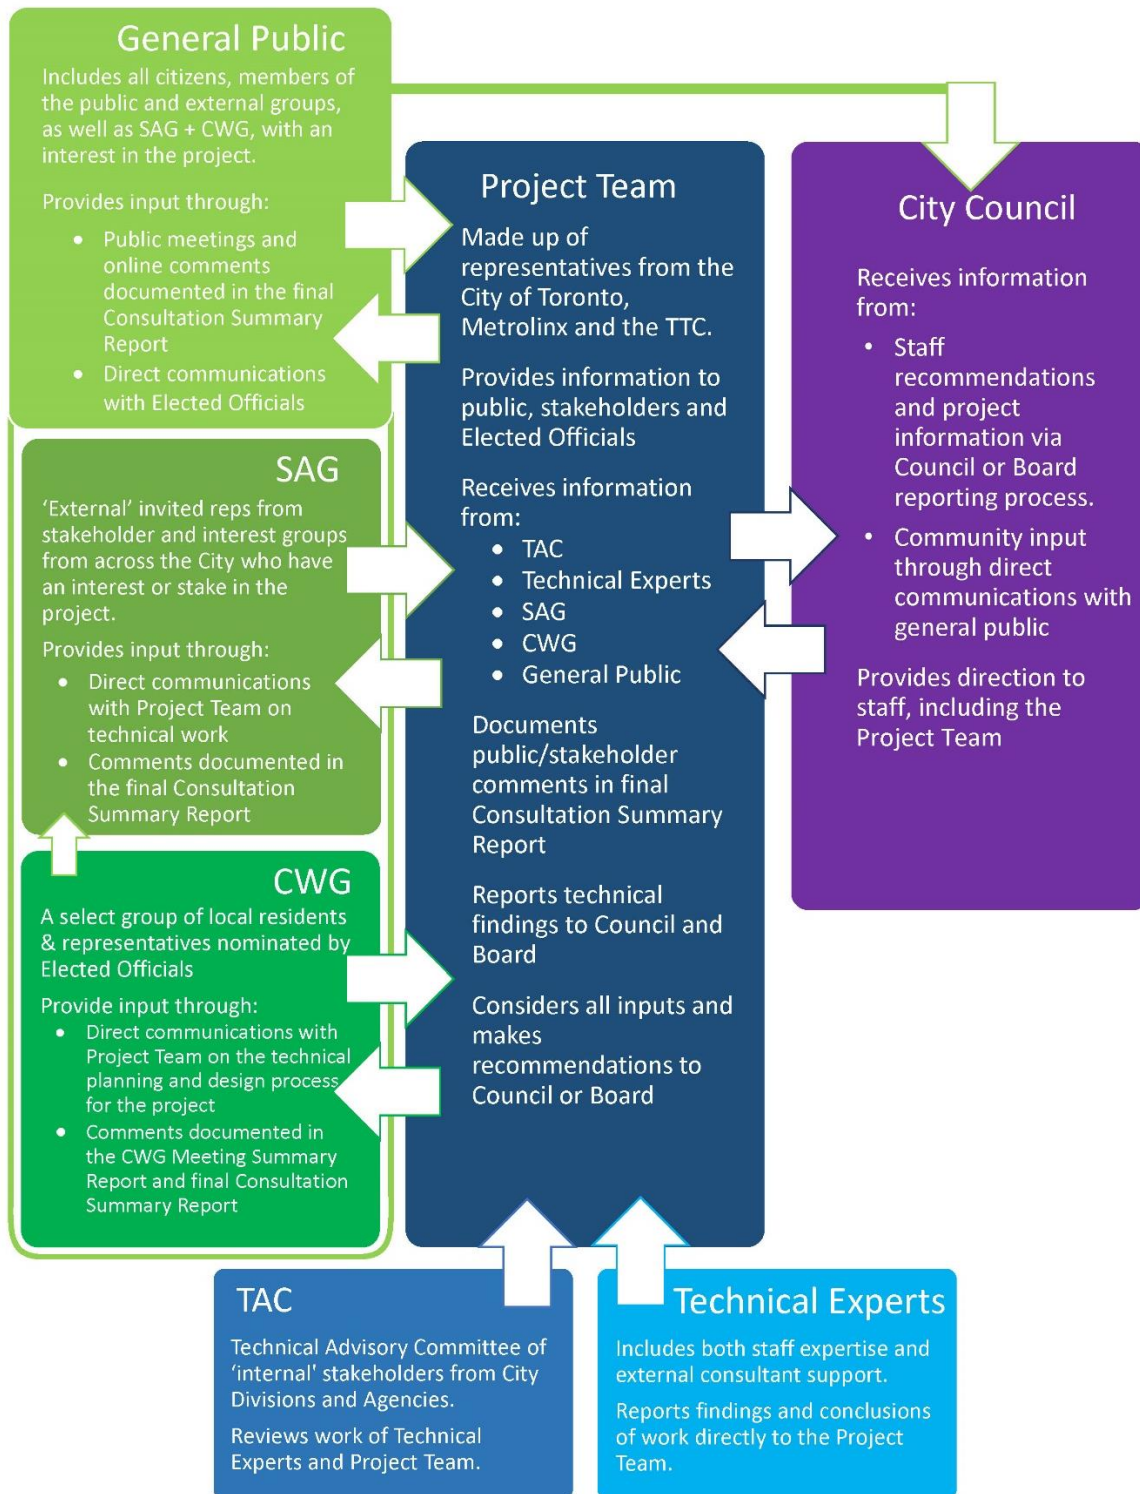 General Public
Includes all citizens, members of
the public and external groups,
as well as SAG + CWG, with an
interest in the project.
Provides input through:
• Public meetings and
online comments
documented in the final
Consultation Summary
Report
• Direct communications
with Elected Officials
SAG
‘External’ invited reps from
stakeholder and interest groups
from across the City who have
an interest or stake in the
project.
Provides input through:
• Direct communications
with Project Team on
technical work
• Comments documented in
the final Consultation
Summary Report
CWG
A select group of local residents
& representatives nominated by
Elected Officials
Provide input through:
• Direct communications with
Project Team on the technical
planning and design process
for the project
• Comments documented in
the CWG Meeting Summary
Report and final Consultation
Summary Report
Project Team
Made up of
representatives from the
City of Toronto,
Metrolinx and the TTC.
Provides information to
public, stakeholders and
Elected Officials
Receives information
from:
• TAC
• Technical Experts
• SAG
• CWG
• General Public
Documents
public/stakeholder
comments in final
Consultation Summary
Report
Reports technical
findings to Council and
Board
Considers all inputs and
makes
recommendations to
Council or Board
City Council
Receives information
from:
• Staff
recommendations
and project
information via
Council or Board
reporting process.
• Community input
through direct
communications with
general public
Provides direction to
staff, including the
Project Team
TAC
Technical Advisory Committee of
‘internal' stakeholders from City
Divisions and Agencies.
Reviews work of Technical
Experts and Project Team.
Technical Experts
Includes both staff expertise and
external consultant support.
Reports findings and conclusions
of work directly to the Project
Team.